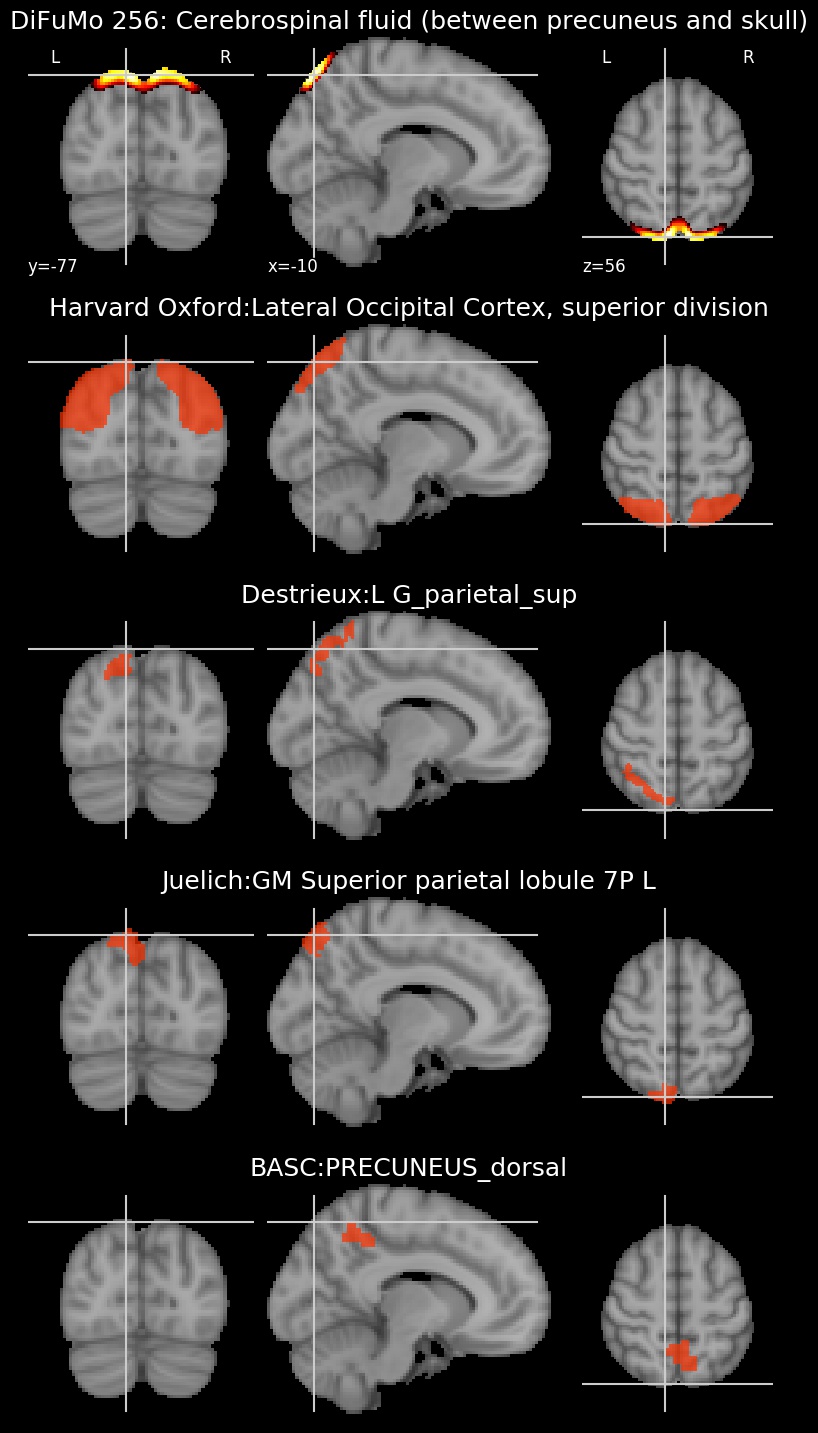 DiFuMo 256: Cerebrospinal fluid (between precuneus and skull)
L R L R
y=-77 x=-10 z=56
Harvard Oxford:Lateral Occipital Cortex, superior division
Destrieux:L G_parietal_sup
Juelich:GM Superior parietal lobule 7P L
BASC:PRECUNEUS_dorsal